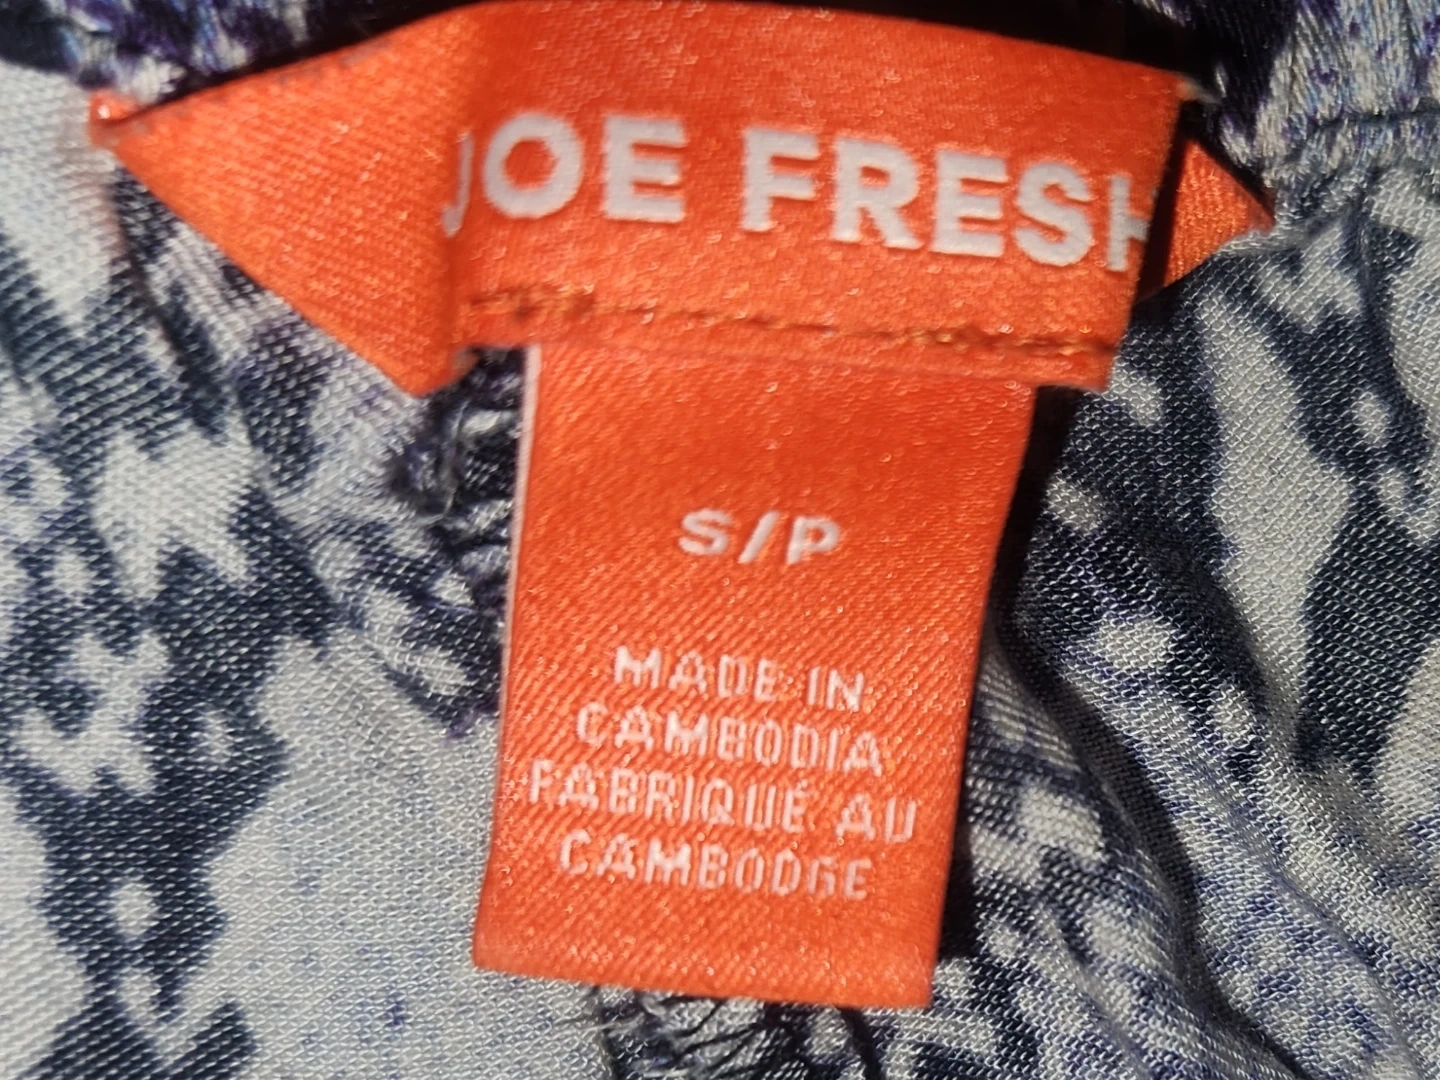 JOE FRESH
S/P
MADE IN
CAMBODIA
FABRIQUÉ AU
CAMBODGE